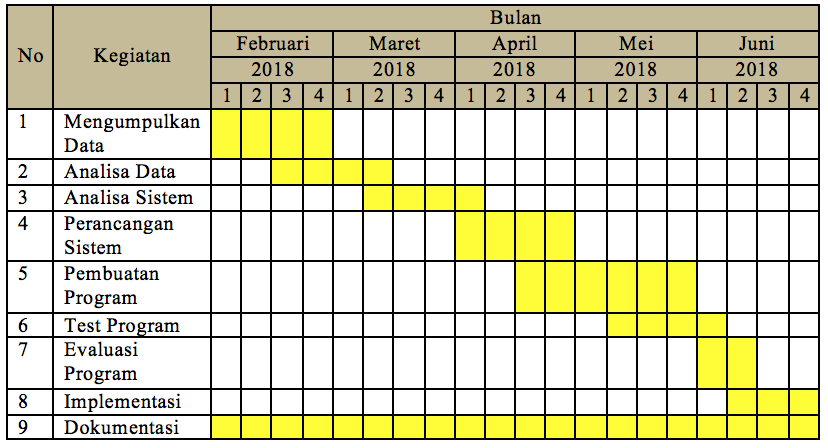 No Kegiatan Bulan
Februari Maret April Mei Juni
2018 2018 2018 2018 2018
1 2 3 4 1 2 3 4 1 2 3 4 1 2 3 4 1 2 3 4
1 Mengumpulkan
Data
2 Analisa Data
3 Analisa Sistem
4 Perancangan
Sistem
5 Pembuatan
Program
6 Test Program
7 Evaluasi
Program
8 Implementasi
9 Dokumentasi